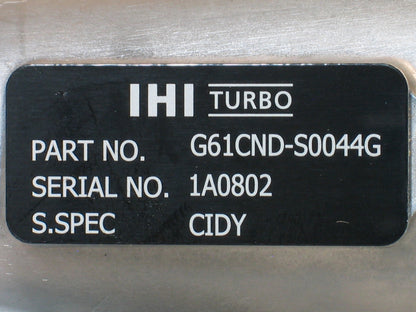 IHI TURBO
PART NO. G61CND-S0044G
SERIAL NO. 1A0802
S.SPEC CIDY